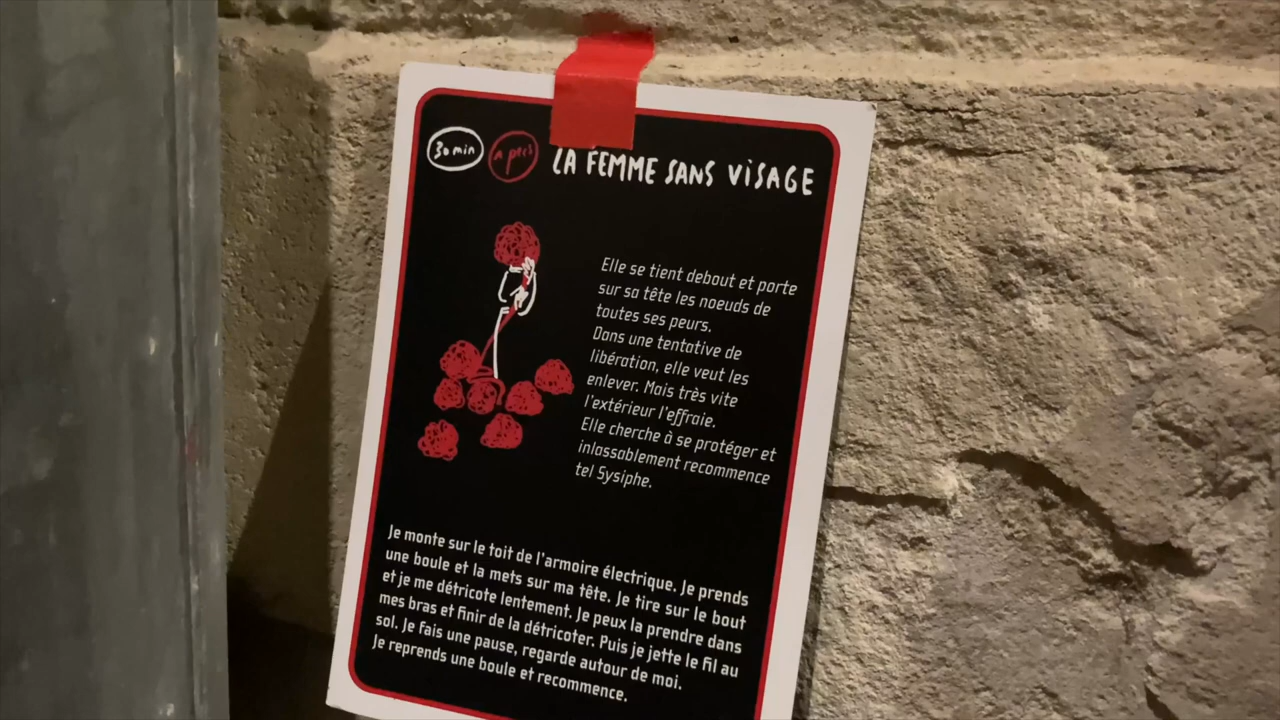 30 min
1 pers
LA FEMME SANS VISAGE
Elle se tient debout et porte
sur sa tête les noeuds de
toutes ses peurs.
Dans une tentative de
libération, elle veut les
enlever. Mais très vite
l'extérieur l'effraie.
Elle cherche à se protéger et
inlassablement recommence
tel Sysiphe.
Je monte sur le toit de l'armoire électrique. Je prends
une boule et la mets sur ma tête. Je tire sur le bout
et je me détricote lentement. Je peux la prendre dans
mes bras et finir de la détricoter. Puis je jette le fil au
sol. Je fais une pause, regarde autour de moi.
Je reprends une boule et recommence.